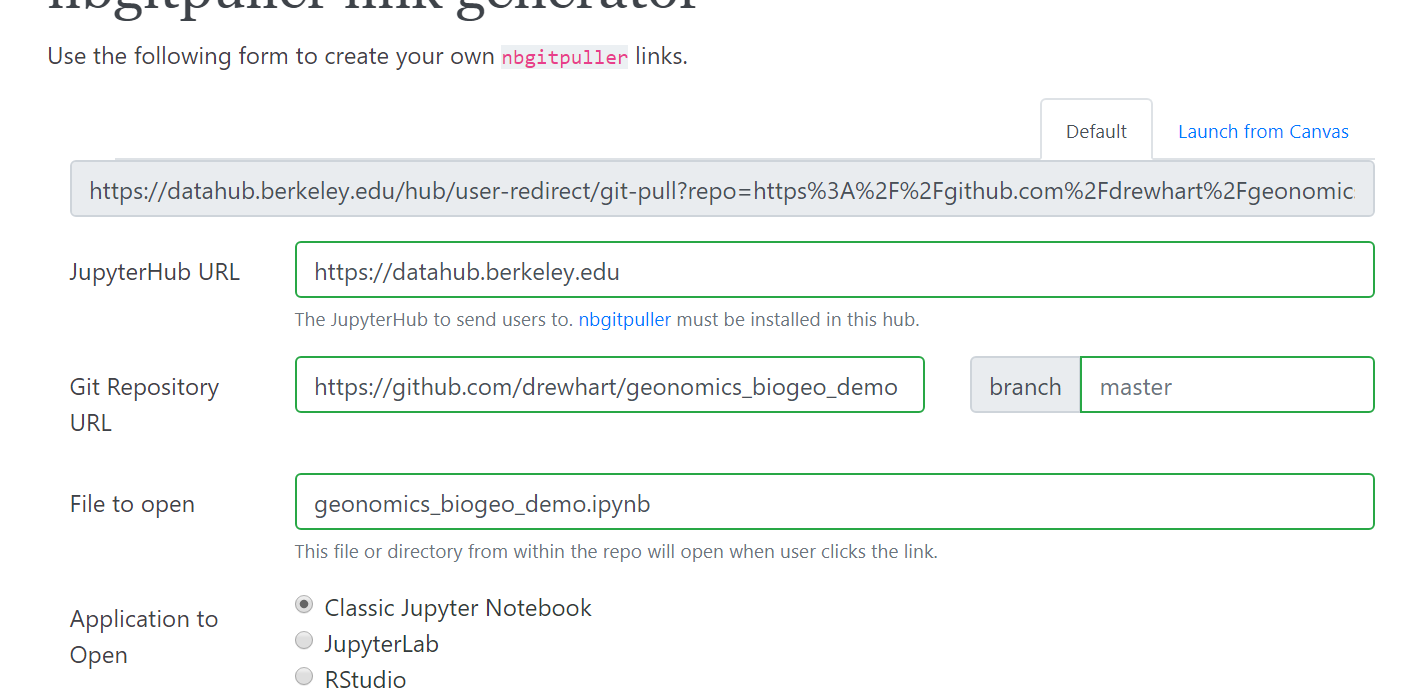 nbgitpuller link generator
Use the following form to create your own nbgitpuller links.
Default Launch from Canvas
https://datahub.berkeley.edu/hub/user-redirect/git-pull?repo=https%3A%2F%2Fgithub.com%2Fdrewhart%2Fgeonomic
JupyterHub URL https://datahub.berkeley.edu
The JupyterHub to send users to. nbgitpuller must be installed in this hub.
Git Repository URL https://github.com/drewhart/geonomics_biogeo_demo branch master
File to open geonomics_biogeo_demo.ipynb
This file or directory from within the repo will open when user clicks the link.
Application to Open
Classic Jupyter Notebook
JupyterLab
RStudio